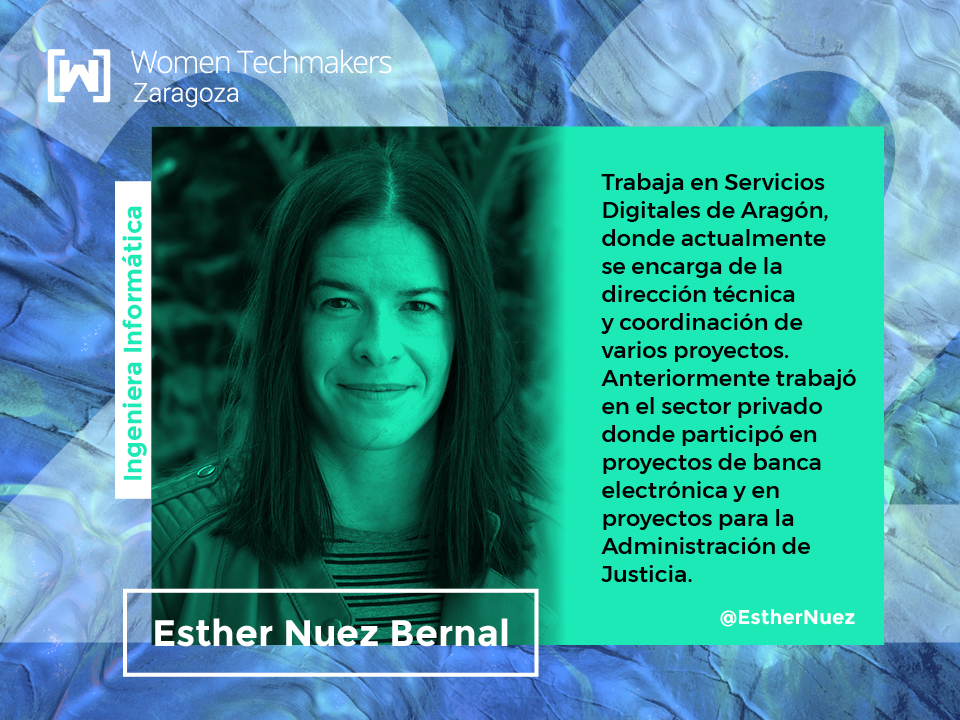 Women Techmakers
Zaragoza
Ingeniera Informática
Trabaja en Servicios
Digitales de Aragón,
donde actualmente
se encarga de la
dirección técnica
y coordinación de
varios proyectos.
Anteriormente trabajó
en el sector privado
donde participó en
proyectos de banca
electrónica y en
proyectos para la
Administración de
Justicia.
@EstherNuez
Esther Nuez Bernal